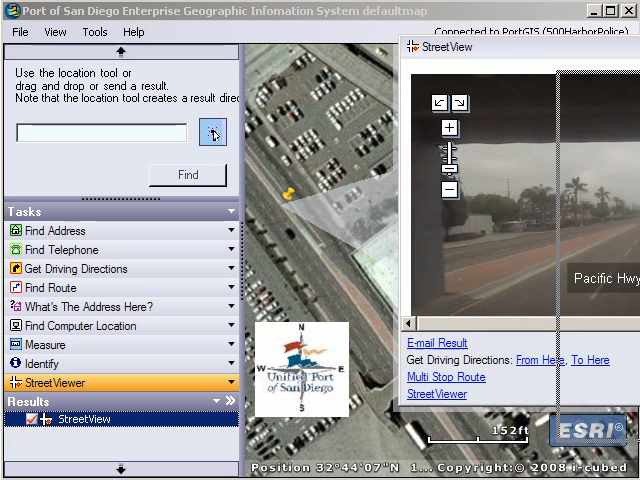 Port of San Diego Enterprise Geographic Infomation System defaultmap
File View Tools Help
Connected to PortGIS (500HarborPolice)
Use the location tool or
drag and drop or send a result.
Note that the location tool creates a result direc
Find
Tasks
Find Address
Find Telephone
Get Driving Directions
Find Route
What's The Address Here?
Find Computer Location
Measure
Identify
StreetViewer
Results
StreetView
StreetView
Pacific Hwy
E-mail Result
Get Driving Directions: From Here, To Here
Multi Stop Route
StreetViewer
N
W E
Unified Port
of San Diego
S
152ft
ESRI®
Position 32°44'07"N 1... Copyright:© 2008 i-cubed